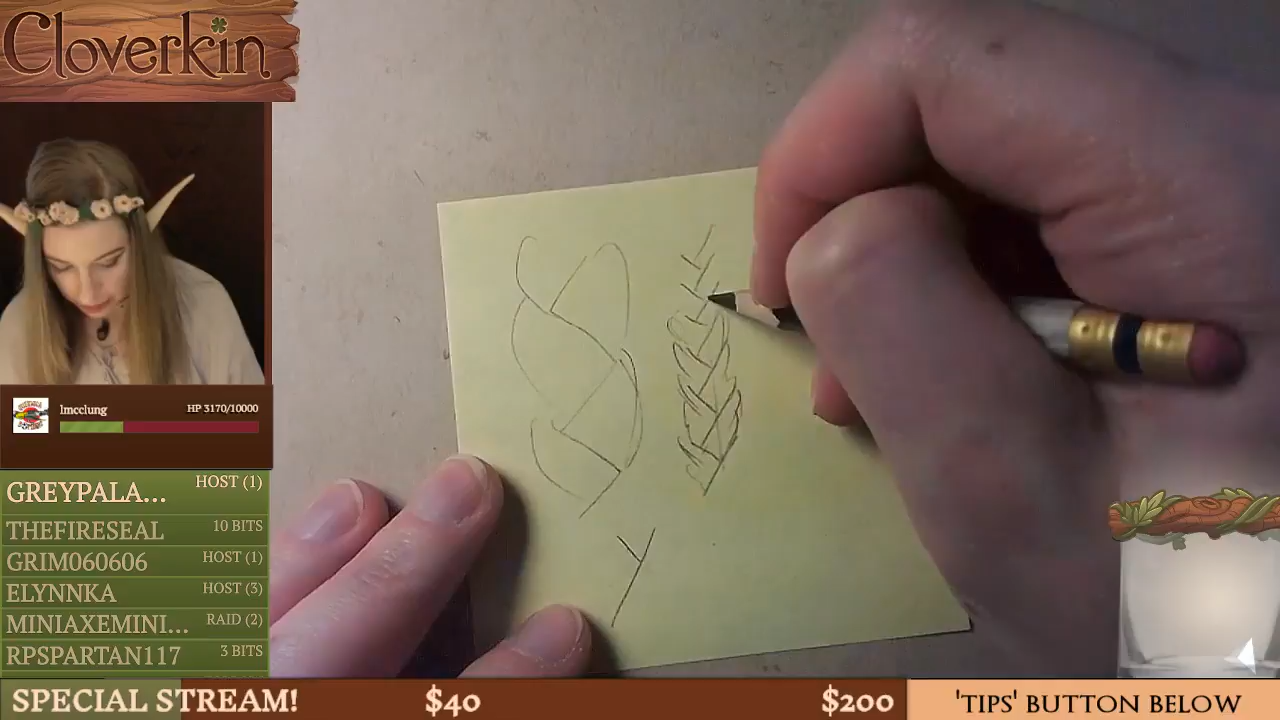 Cloverkin
lmcclung HP 3170/10000
GREYPALA... HOST (1)
THEFIRESEAL 10 BITS
GRIM060606 HOST (1)
ELYNNKA HOST (3)
MINIAXEMINI... RAID (2)
RPSPARTAN117 3 BITS
SPECIAL STREAM! $40 $200 'TIPS' BUTTON BELOW
y